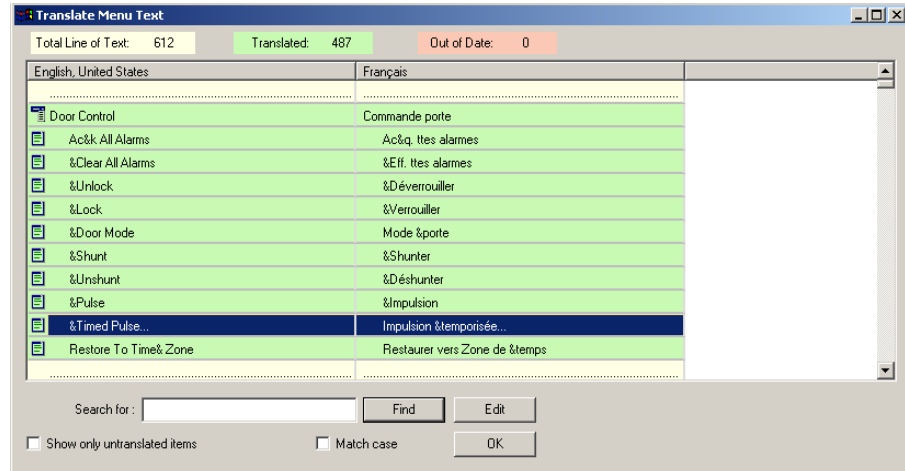 Translate Menu Text
Total Line of Text: 612 Translated: 487 Out of Date: 0
English, United States Français
Door Control Commande porte
Ac&k All Alarms Ac&q. ttes alarmes
&Clear All Alarms &Eff. ttes alarmes
&Unlock &Déverrouiller
&Lock &Verrouiller
&Door Mode Mode &porte
&Shunt &Shunter
&Unshunt &Déshunter
&Pulse &Impulsion
&Timed Pulse... Impulsion &temporisée...
Restore To Time& Zone Restaurer vers Zone de &temps
Search for : Find Edit
Show only untranslated items Match case OK